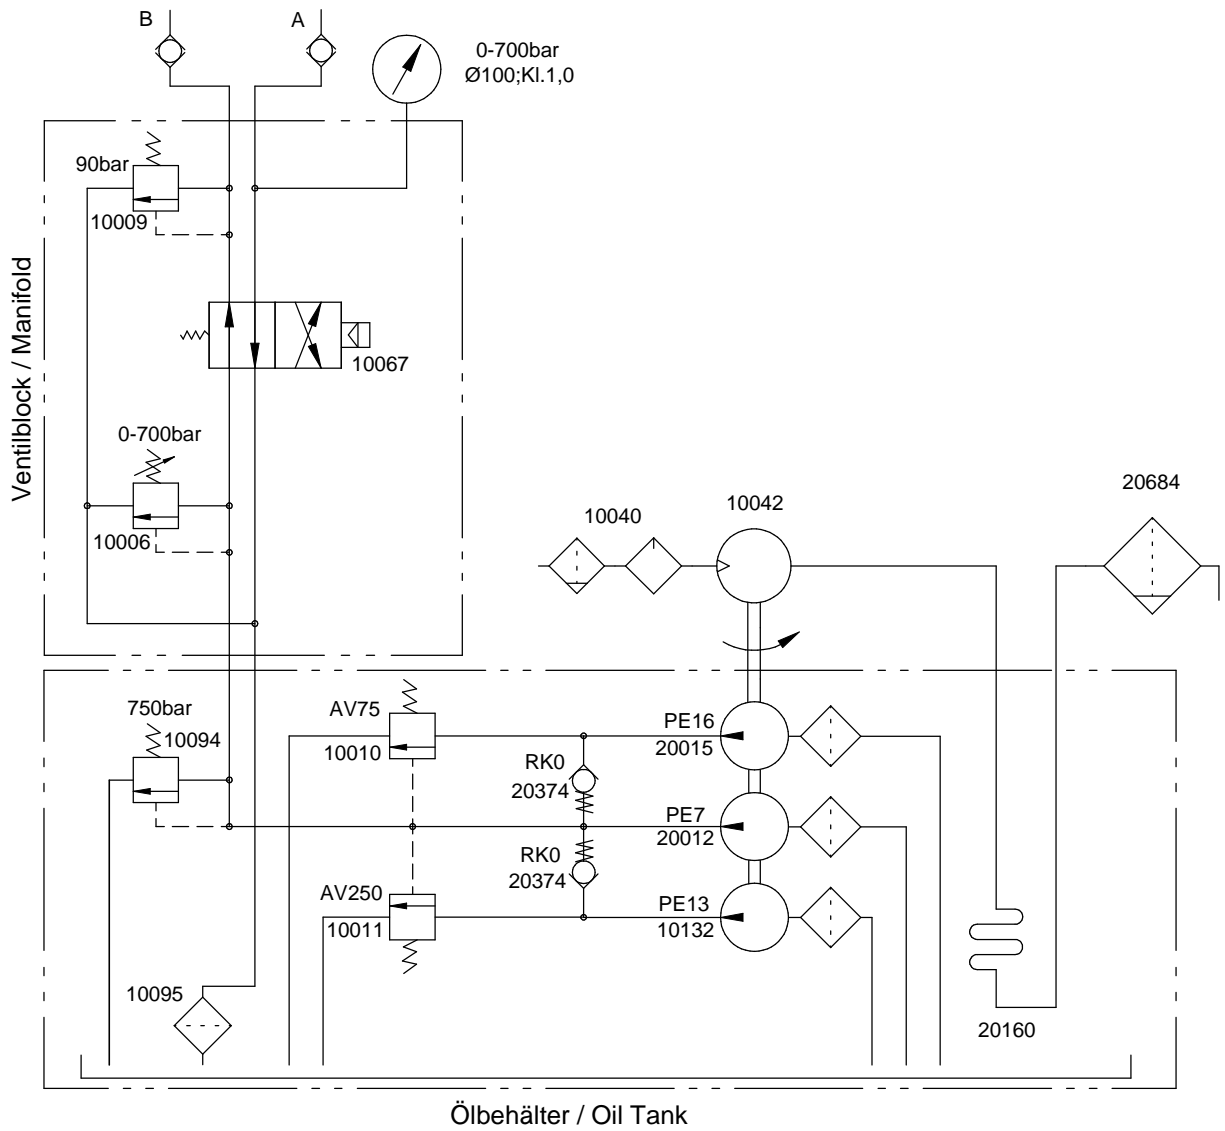 B
A
0-700bar
Ø100;Kl.1,0
90bar
10009
Ventilblock / Manifold
10067
0-700bar
10006
10040
10042
20684
750bar
10094
AV75
10010
RK0
20374
PE16
20015
PE7
20012
RK0
20374
AV250
10011
PE13
10132
10095
20160
Ölbehälter / Oil Tank